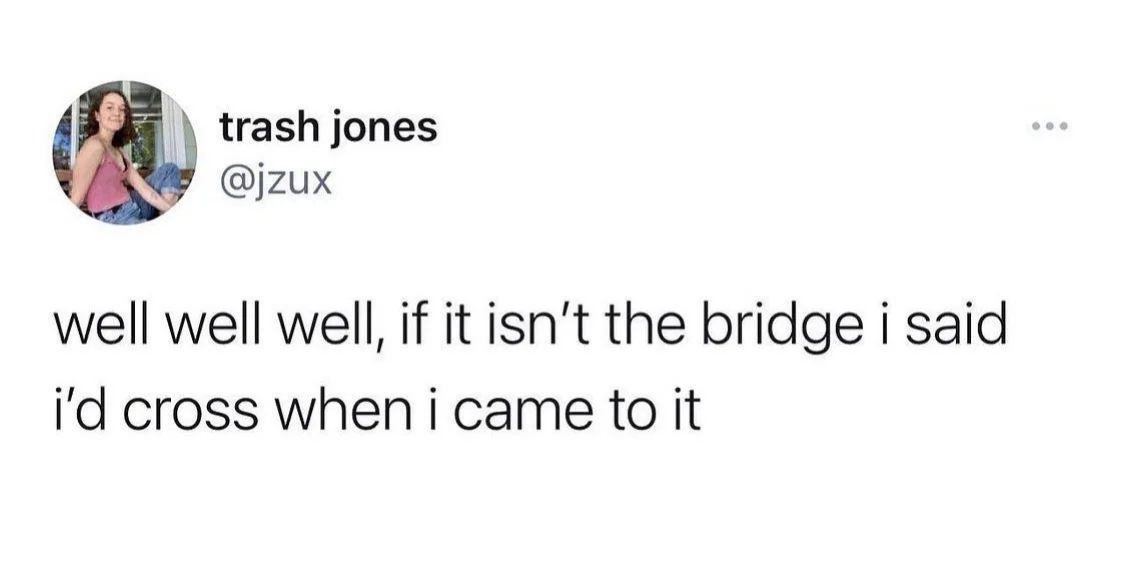 trash jones
@jzux
well well well, if it isn’t the bridge i said
i’d cross when i came to it